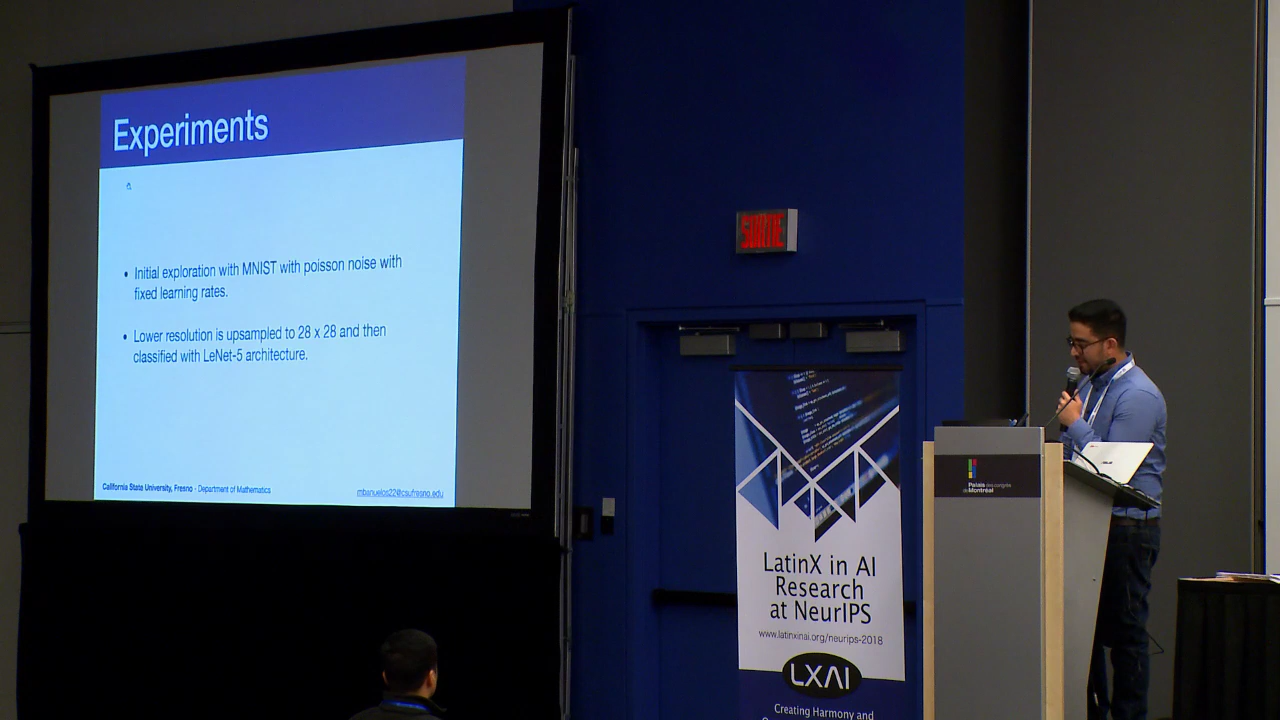 Experiments
• Initial exploration with MNIST with poisson noise with
fixed learning rates.
• Lower resolution is upsampled to 28 x 28 and then
classified with LeNet-5 architecture.
California State University, Fresno - Department of Mathematics
mbanuelos22@csufresno.edu
SORTIE
LatinX in AI
Research
at NeurIPS
www.latinxinai.org/neurips-2018
LXAI
Creating Harmony and
Palais des congrès
de Montréal